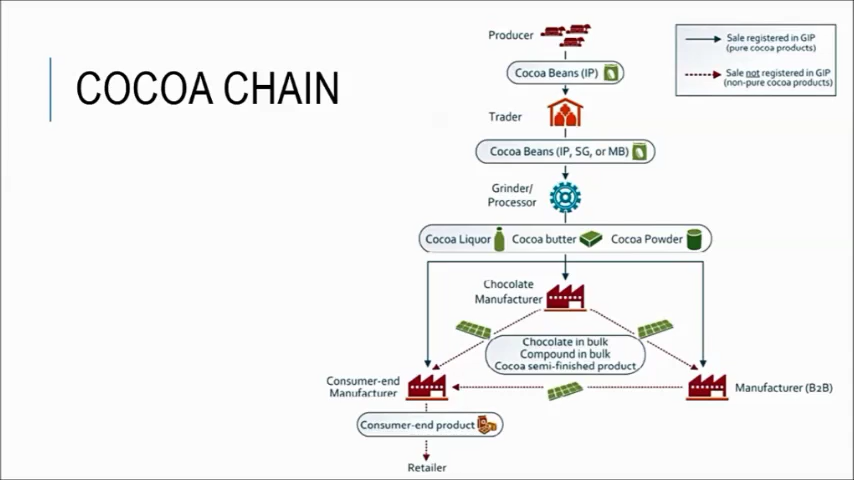 COCOA CHAIN
Producer
Sale registered in GIP
(pure cocoa products)
Sale not registered in GIP
(non-pure cocoa products)
Cocoa Beans (IP)
Trader
Cocoa Beans (IP, SG, or MB)
Grinder/
Processor
Cocoa Liquor
Cocoa butter
Cocoa Powder
Chocolate
Manufacturer
Chocolate in bulk
Compound in bulk
Cocoa semi-finished product
Consumer-end
Manufacturer
Manufacturer (B2B)
Consumer-end product
Retailer